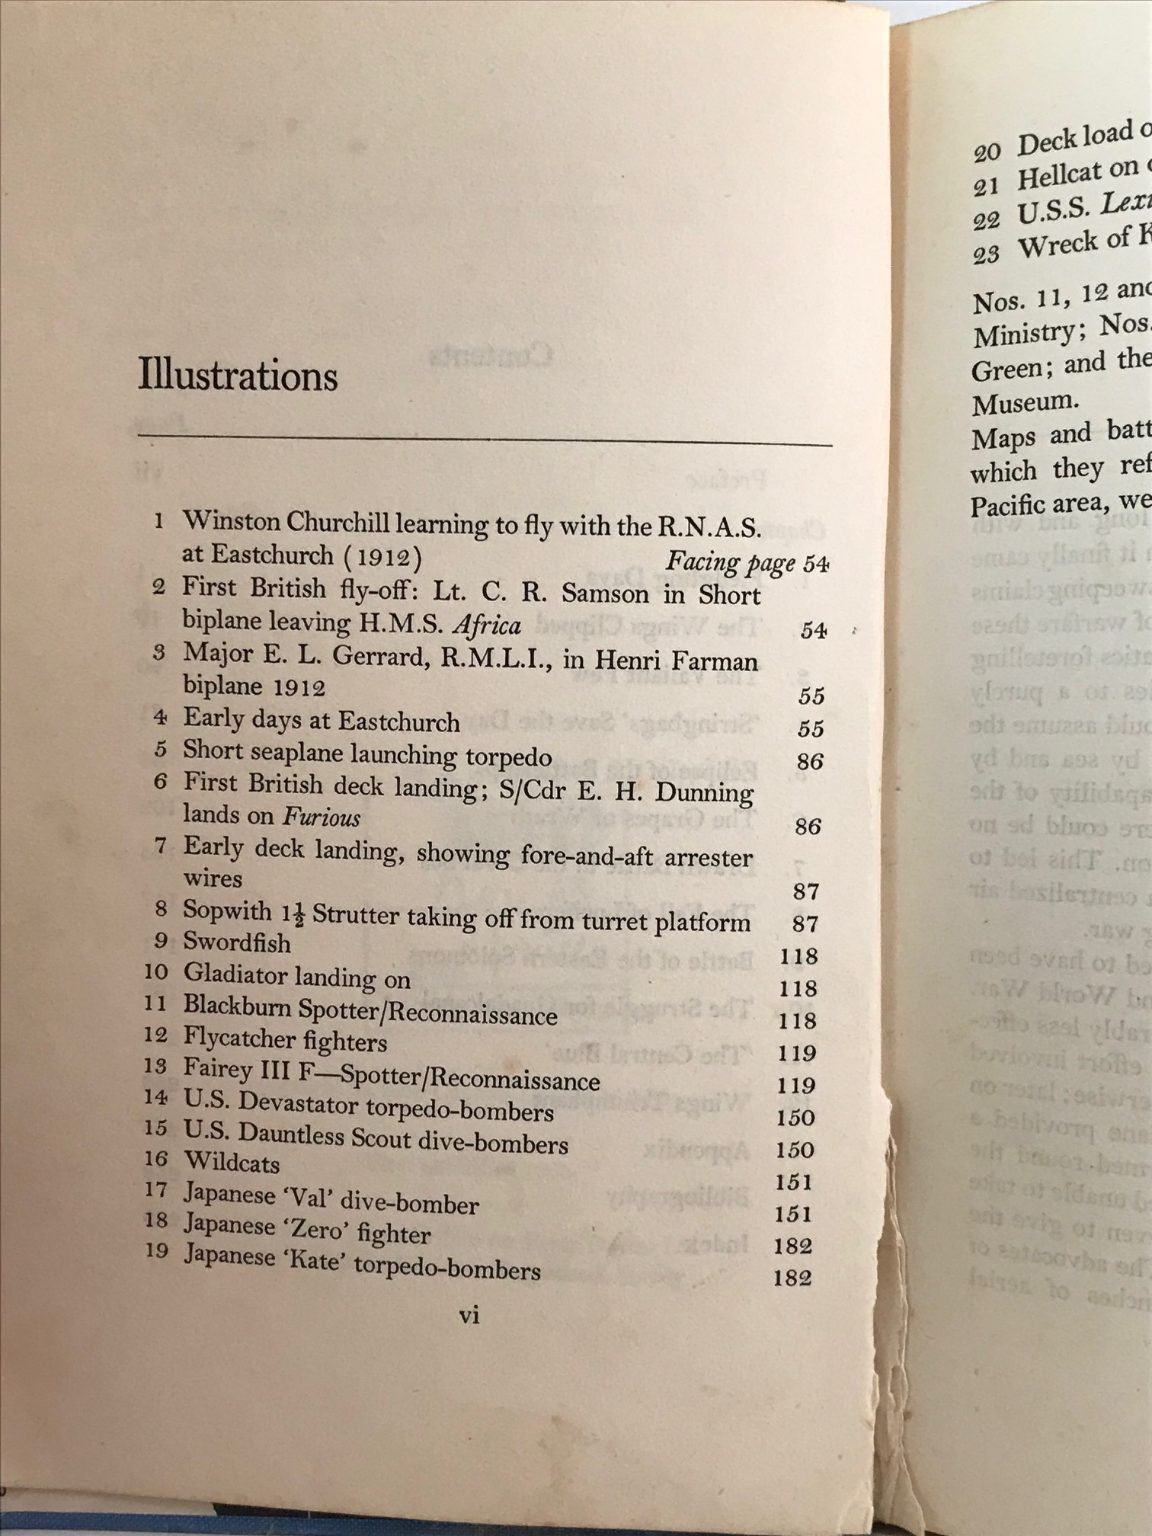 Illustrations
1 Winston Churchill learning to fly with the R.N.A.S.
at Eastchurch (1912) Facing page 54
2 First British fly-off: Lt. C. R. Samson in Short
biplane leaving H.M.S. Africa 54
3 Major E. L. Gerrard, R.M.L.I., in Henri Farman
biplane 1912 55
4 Early days at Eastchurch 55
5 Short seaplane launching torpedo 86
6 First British deck landing; S/Cdr E. H. Dunning
lands on Furious 86
7 Early deck landing, showing fore-and-aft arrester
wires 87
8 Sopwith 1½ Strutter taking off from turret platform 87
9 Swordfish 118
10 Gladiator landing on 118
11 Blackburn Spotter/Reconnaissance 118
12 Flycatcher fighters 119
13 Fairey III F—Spotter/Reconnaissance 119
14 U.S. Devastator torpedo-bombers 150
15 U.S. Dauntless Scout dive-bombers 150
16 Wildcats 151
17 Japanese ‘Val’ dive-bomber 151
18 Japanese ‘Zero’ fighter 182
19 Japanese ‘Kate’ torpedo-bombers 182
vi
20 Deck load
21 Hellcat on
22 U.S.S.
23 Wreck of
Nos. 11, 12 and
Ministry; Nos.
Green; and the
Museum.
Maps and
which they
Pacific area,